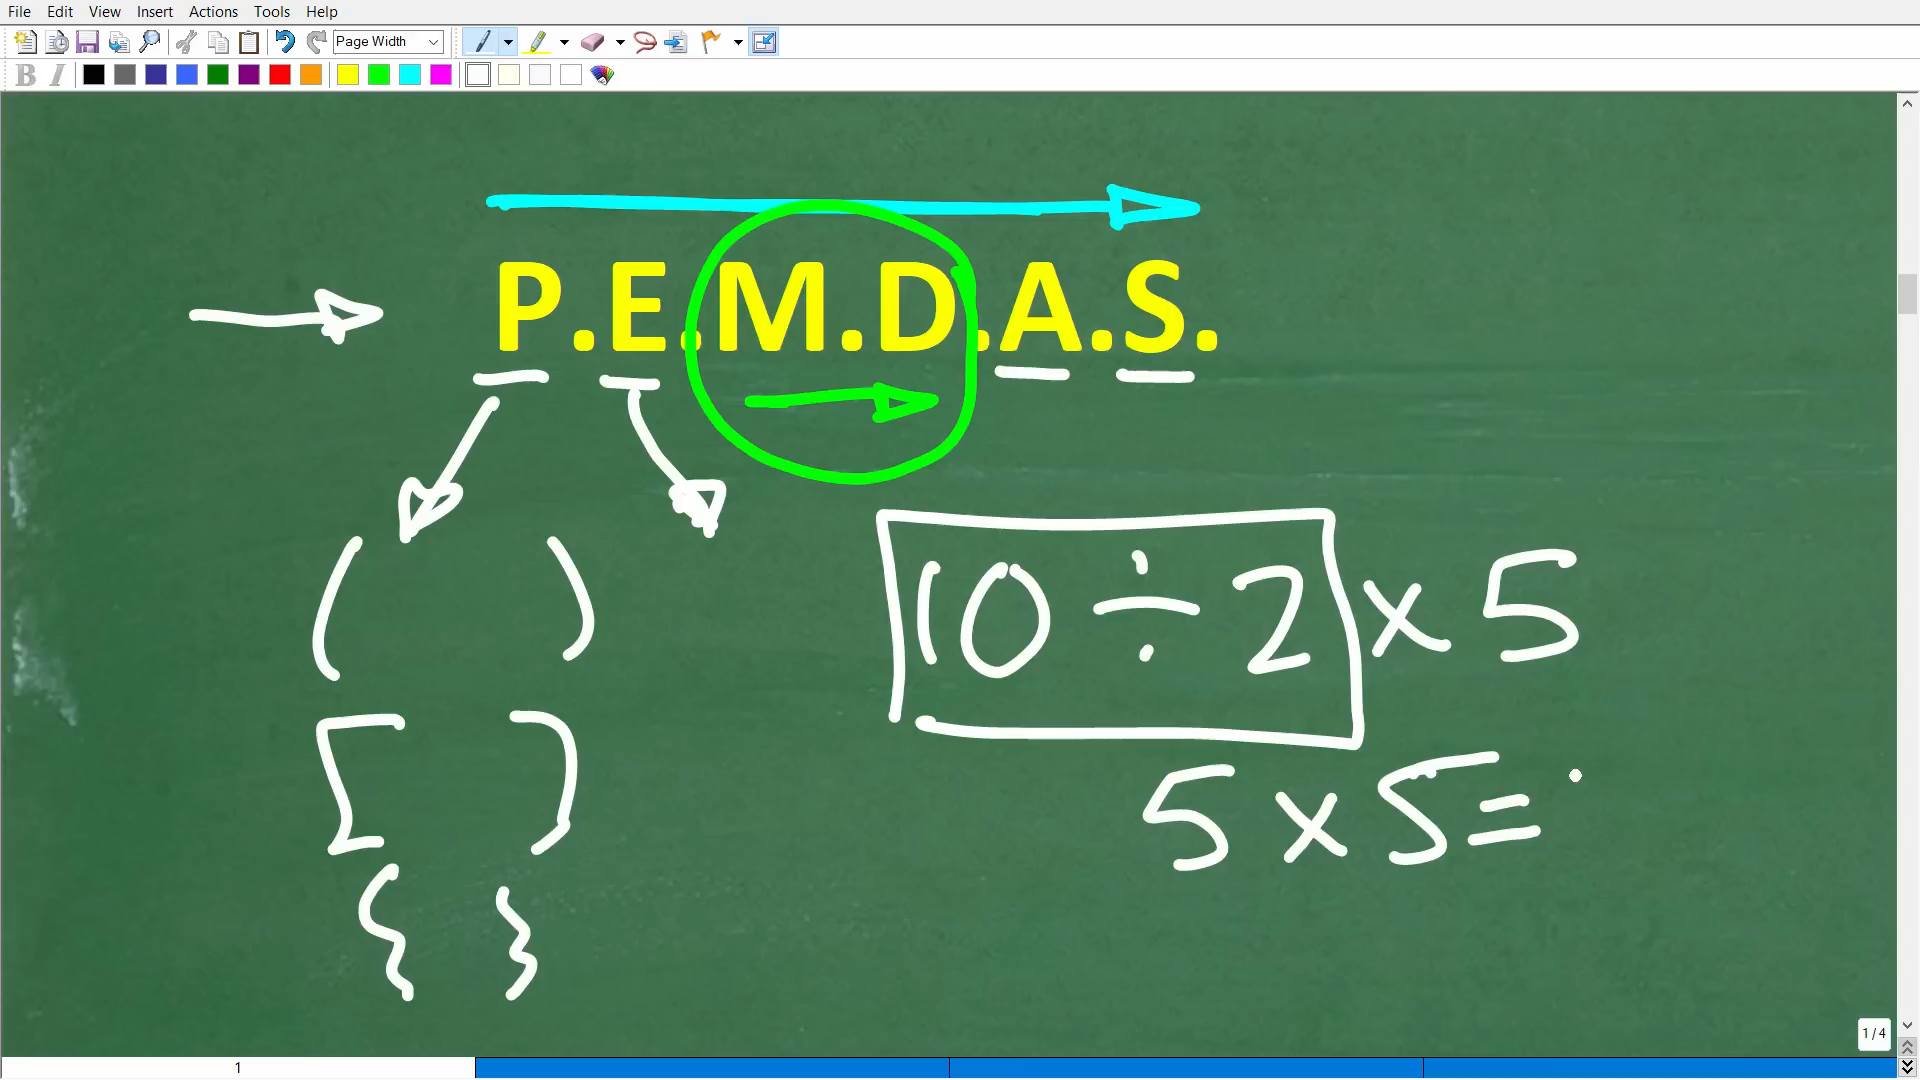 File Edit View Insert Actions Tools Help
Page Width
B I
P.E.M.D.A.S.
( )
10 ÷ 2 × 5
[ ]
5 × 5 =
{ }
1 / 4
1